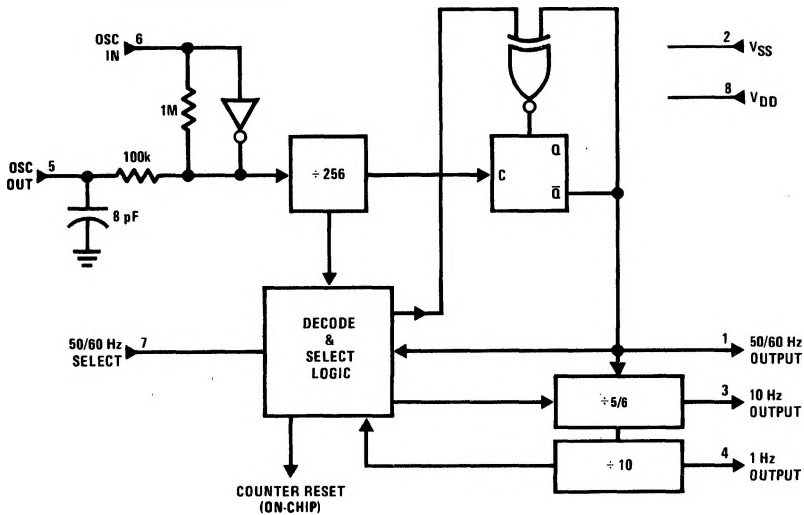 OSC IN 6
1M
OSC OUT 5
100k
8 pF
÷ 256
C
Q
Q̅
2 VSS
8 VDD
50/60 Hz SELECT 7
DECODE
&
SELECT
LOGIC
1 50/60 Hz OUTPUT
÷5/6
3 10 Hz OUTPUT
÷ 10
4 1 Hz OUTPUT
COUNTER RESET
(ON-CHIP)